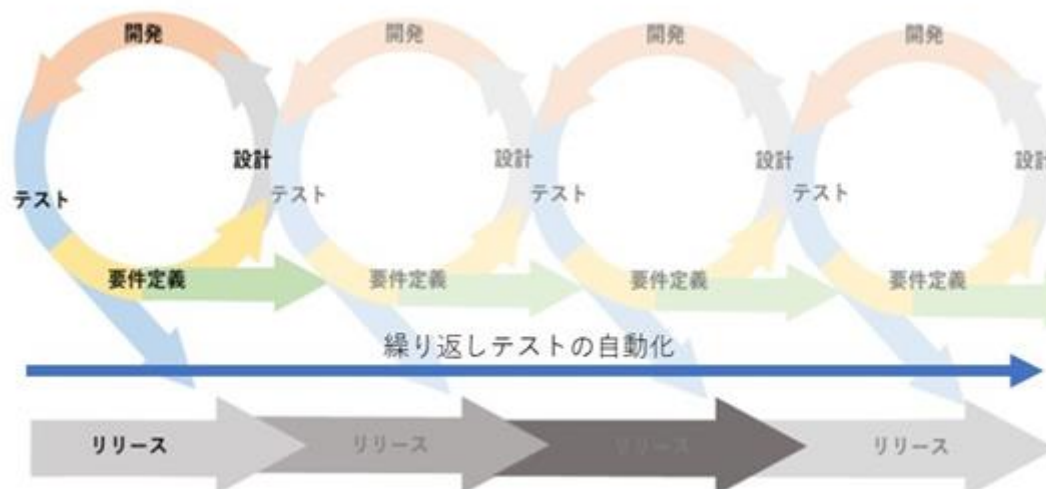 開発
開発
開発
開発
設計
設計
設計
設計
テスト
テスト
テスト
テスト
要件定義
要件定義
要件定義
要件定義
繰り返しテストの自動化
リリース
リリース
リリース
リリース